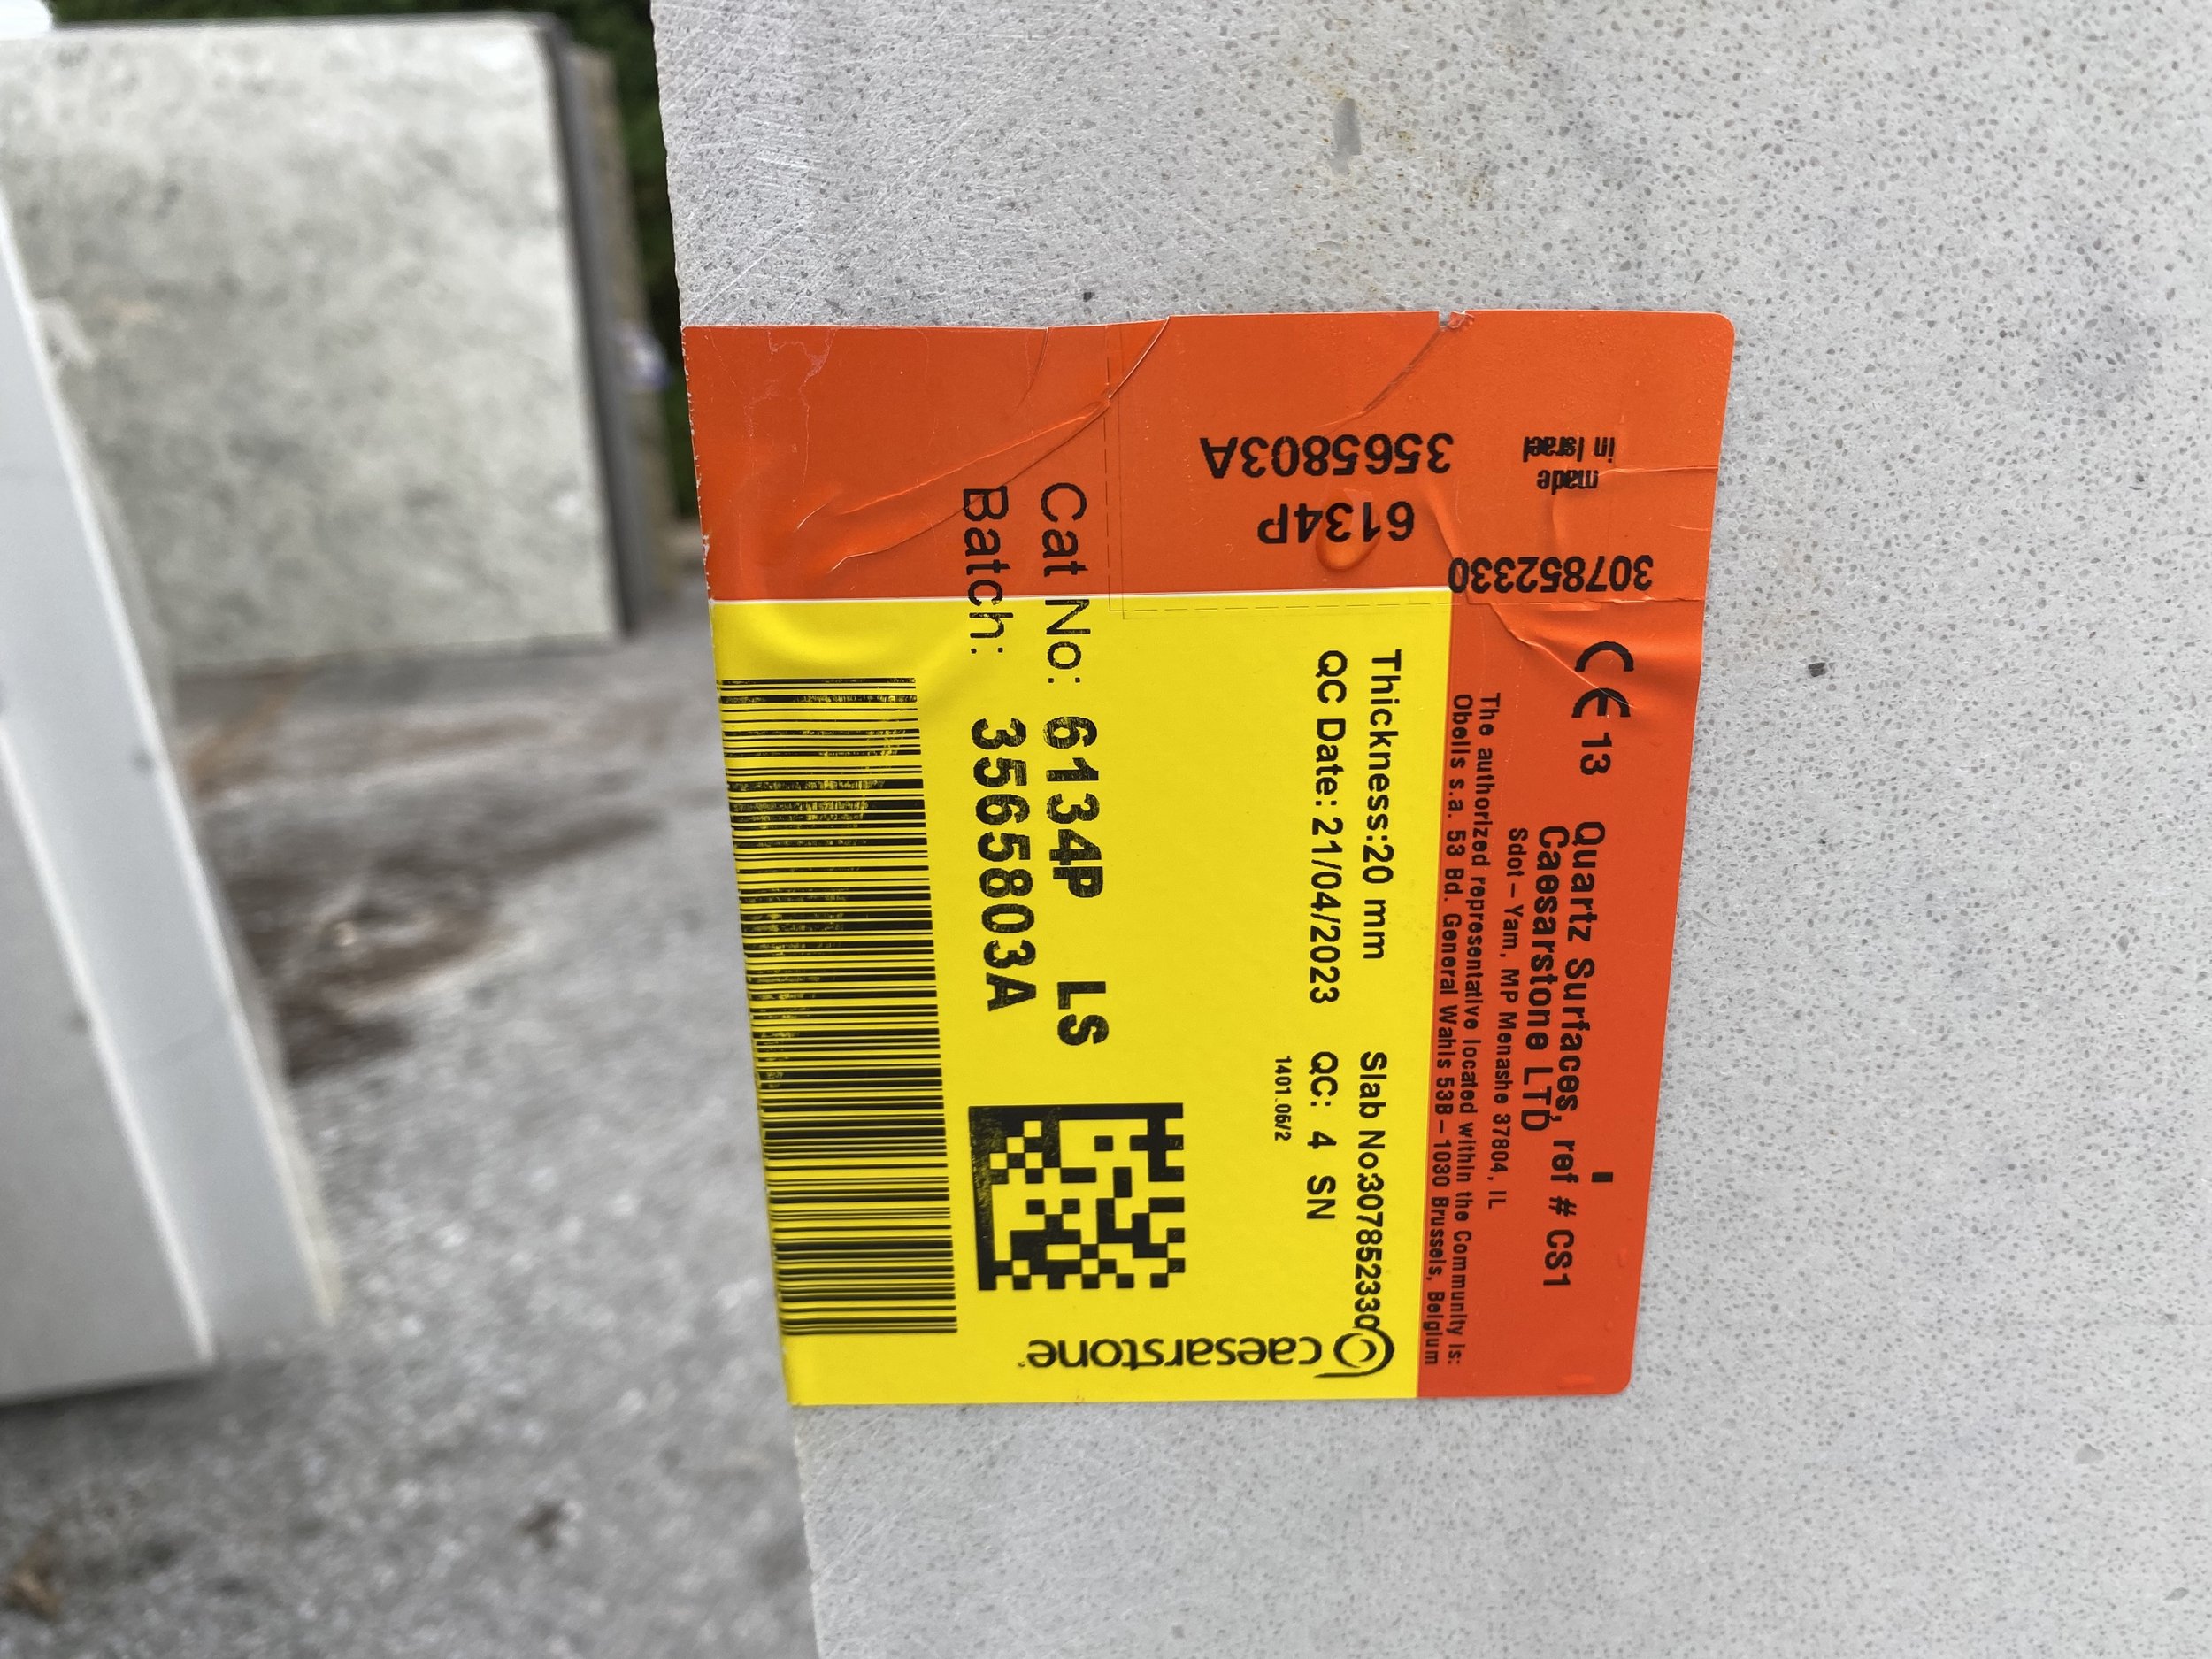 made
in Israel
307852330
6134P
3565803A
CE 13 Quartz Surfaces, ref # CS1
Caesarstone LTD
Sdot - Yam, MP Menashe 37804, IL
The authorized representative located within the Community is:
Obells s.a. 53 Bd. General Wahls 53B - 1030 Brussels, Belgium
Thickness:20 mm Slab No:307852330
QC Date: 21/04/2023 QC: 4 SN
1401.06/2
Cat No: 6134P LS
Batch: 3565803A
caesarstone